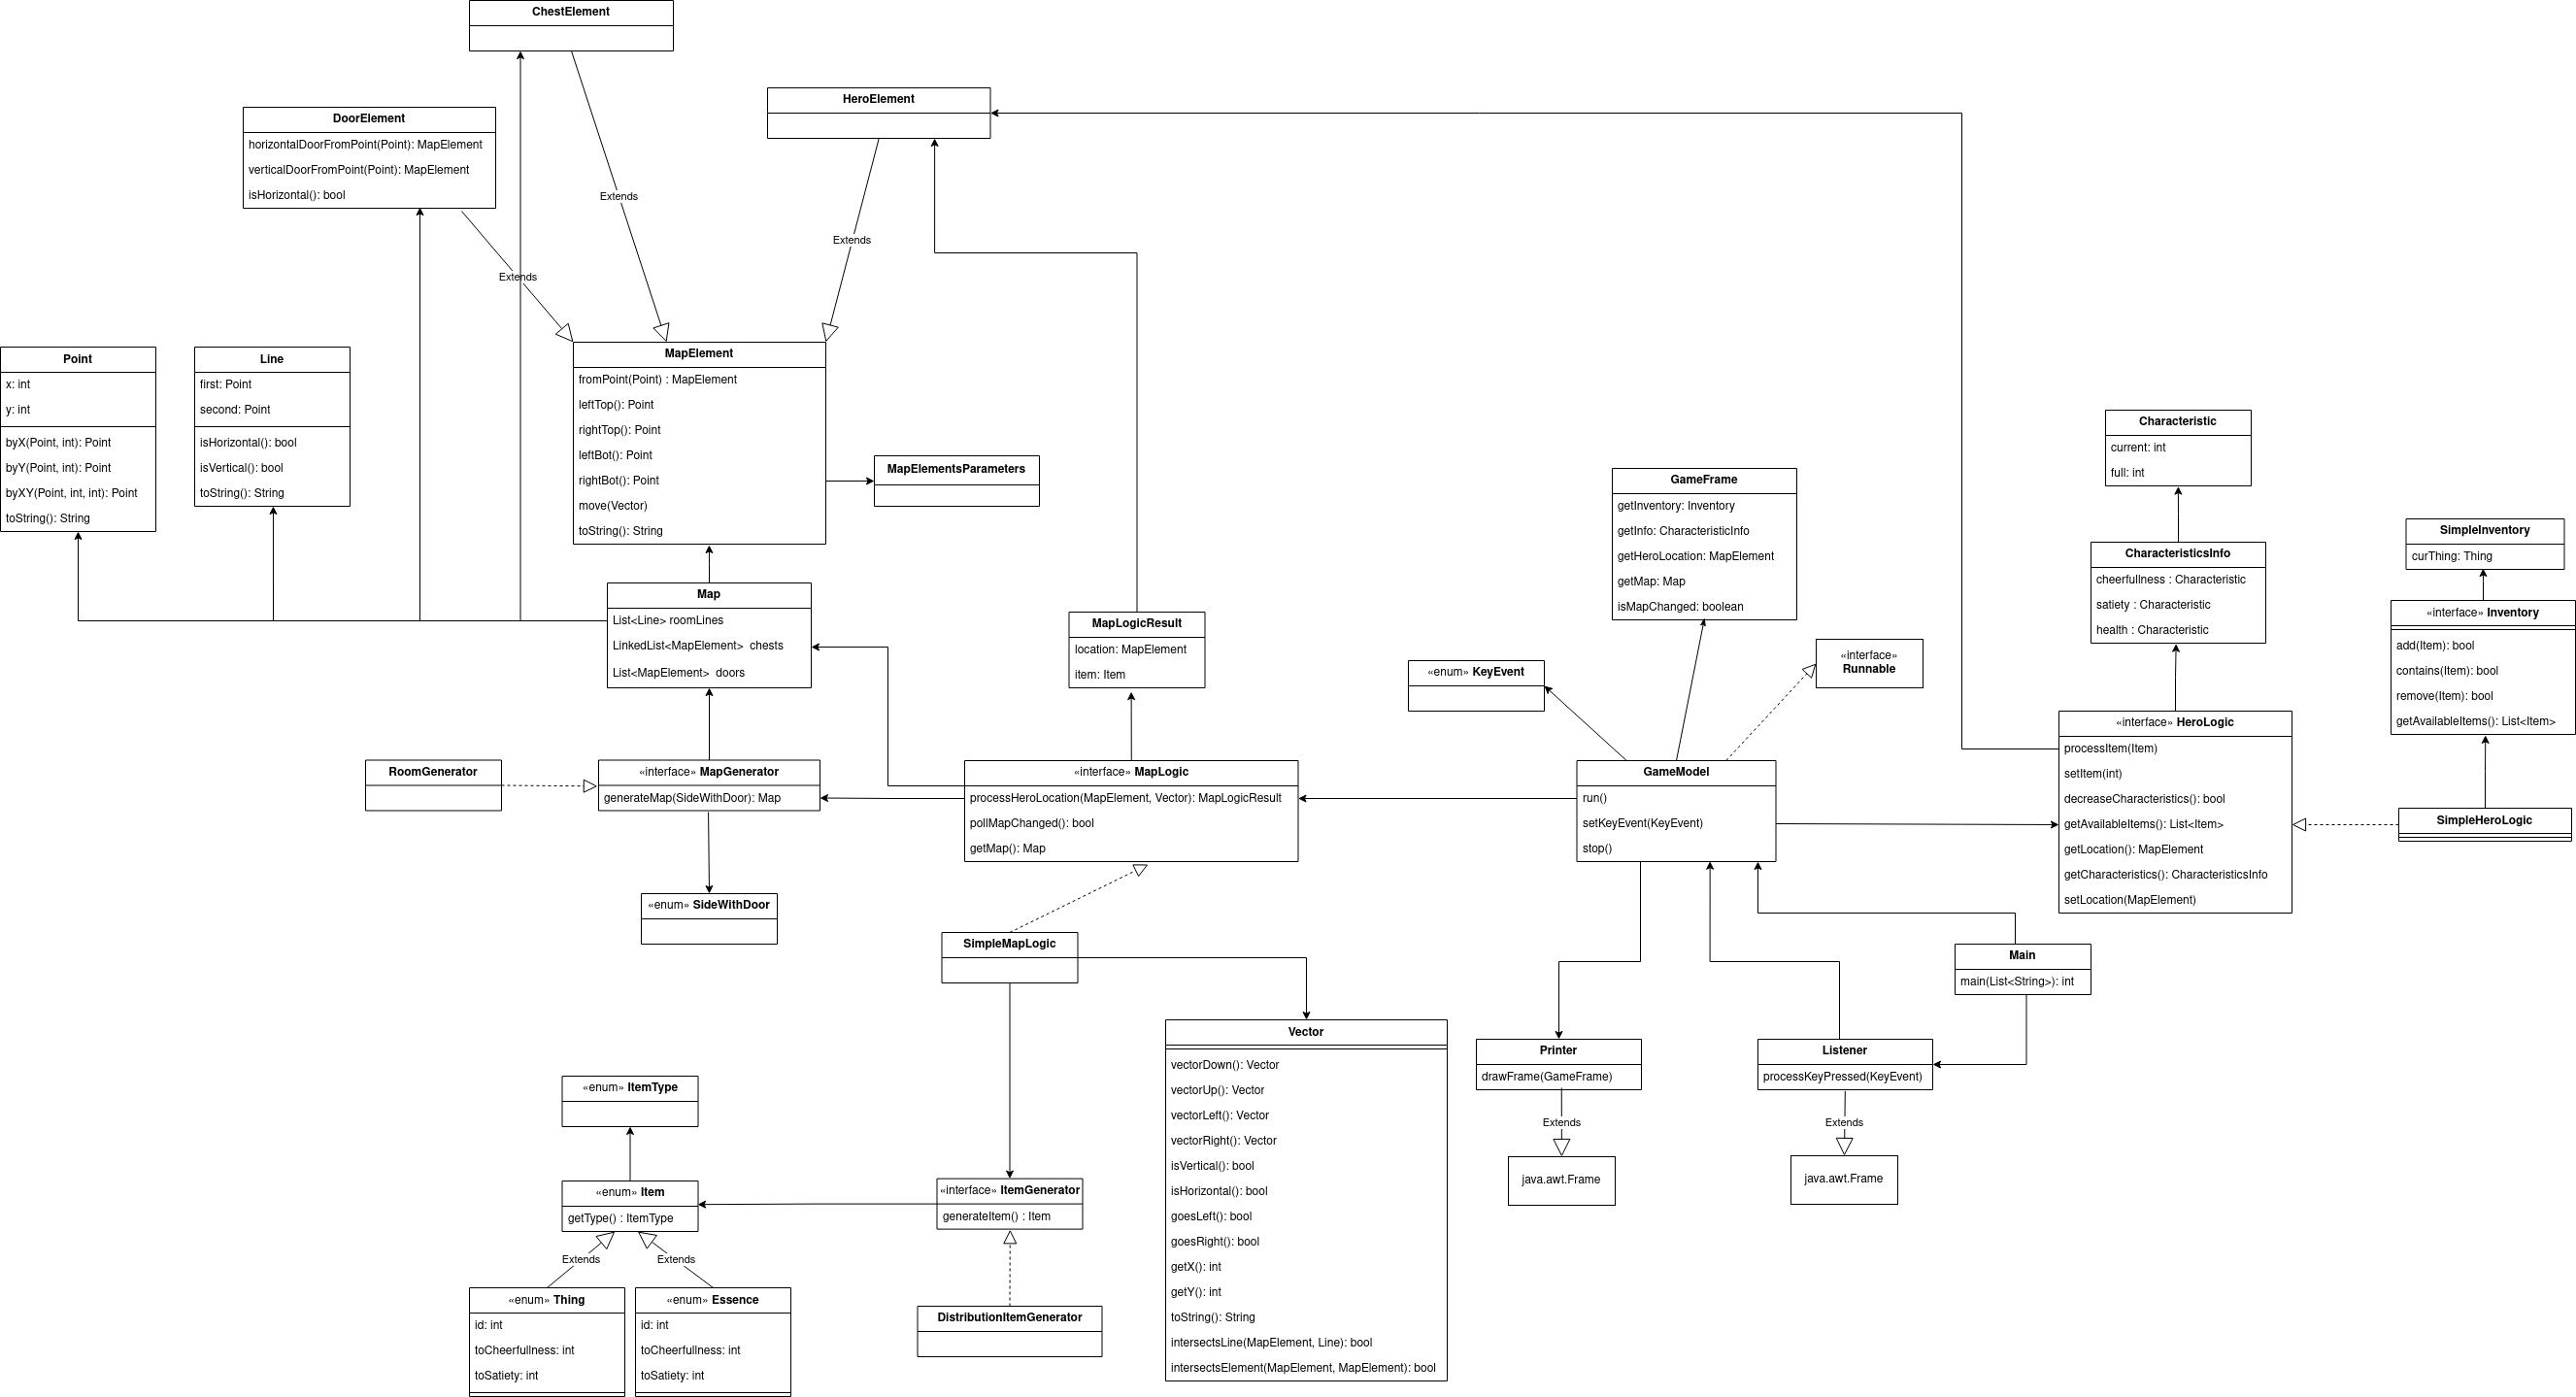 ChestElement
HeroElement
DoorElement
horizontalDoorFromPoint(Point): MapElement
verticalDoorFromPoint(Point): MapElement
isHorizontal(): bool
Extends
Extends
Extends
Point
x: int
y: int
byX(Point, int): Point
byY(Point, int): Point
byXY(Point, int, int): Point
toString(): String
Line
first: Point
second: Point
isHorizontal(): bool
isVertical(): bool
toString(): String
MapElement
fromPoint(Point) : MapElement
leftTop(): Point
rightTop(): Point
leftBot(): Point
rightBot(): Point
move(Vector)
toString(): String
MapElementsParameters
Map
List<Line> roomLines
LinkedList<MapElement>  chests
List<MapElement>  doors
MapLogicResult
location: MapElement
item: Item
GameFrame
getInventory: Inventory
getInfo: CharacteristicInfo
getHeroLocation: MapElement
getMap: Map
isMapChanged: boolean
«enum» KeyEvent
«interface»
Runnable
Characteristic
current: int
full: int
CharacteristicsInfo
cheerfullness : Characteristic
satiety : Characteristic
health : Characteristic
SimpleInventory
curThing: Thing
«interface» Inventory
add(Item): bool
contains(Item): bool
remove(Item): bool
getAvailableItems(): List<Item>
RoomGenerator
«interface» MapGenerator
generateMap(SideWithDoor): Map
«interface» MapLogic
processHeroLocation(MapElement, Vector): MapLogicResult
pollMapChanged(): bool
getMap(): Map
GameModel
run()
setKeyEvent(KeyEvent)
stop()
«interface» HeroLogic
processItem(Item)
setItem(int)
decreaseCharacteristics(): bool
getAvailableItems(): List<Item>
getLocation(): MapElement
getCharacteristics(): CharacteristicsInfo
setLocation(MapElement)
SimpleHeroLogic
«enum» SideWithDoor
SimpleMapLogic
Main
main(List<String>): int
Vector
vectorDown(): Vector
vectorUp(): Vector
vectorLeft(): Vector
vectorRight(): Vector
isVertical(): bool
isHorizontal(): bool
goesLeft(): bool
goesRight(): bool
getX(): int
getY(): int
toString(): String
intersectsLine(MapElement, Line): bool
intersectsElement(MapElement, MapElement): bool
Printer
drawFrame(GameFrame)
Extends
java.awt.Frame
Listener
processKeyPressed(KeyEvent)
Extends
java.awt.Frame
«enum» ItemType
«enum» Item
getType() : ItemType
«interface» ItemGenerator
generateItem() : Item
Extends
Extends
«enum» Thing
id: int
toCheerfullness: int
toSatiety: int
«enum» Essence
id: int
toCheerfullness: int
toSatiety: int
DistributionItemGenerator